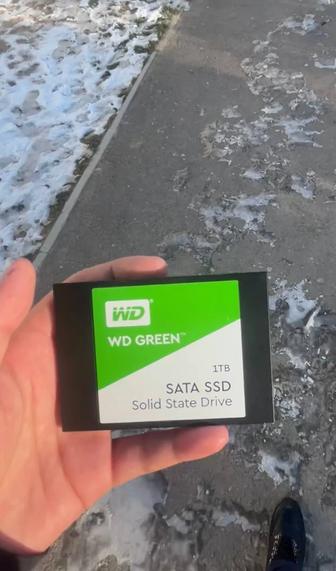 WD
WD GREEN™
1TB
SATA SSD
Solid State Drive